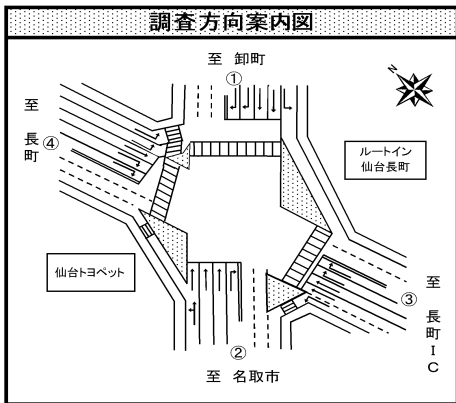 調査方向案内図
至 卸町
①
N
至 長町
④
ルートイン
仙台長町
仙台トヨペット
至 長町IC
③
②
至 名取市